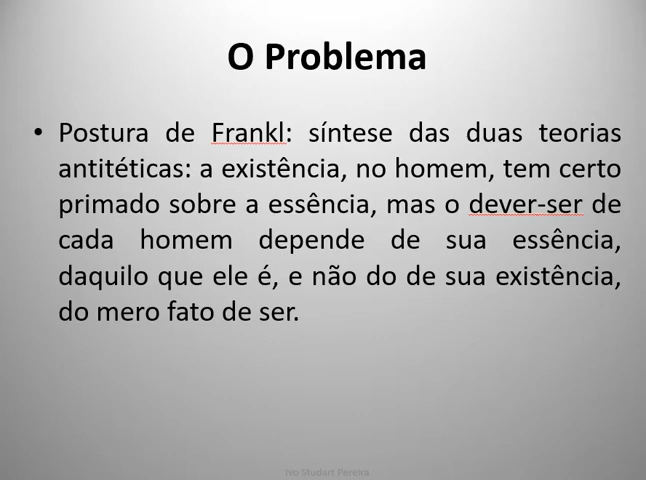 O Problema
• Postura de Frankl: síntese das duas teorias
antitéticas: a existência, no homem, tem certo
primado sobre a essência, mas o dever-ser de
cada homem depende de sua essência,
daquilo que ele é, e não do de sua existência,
do mero fato de ser.
Ivo Studart Pereira